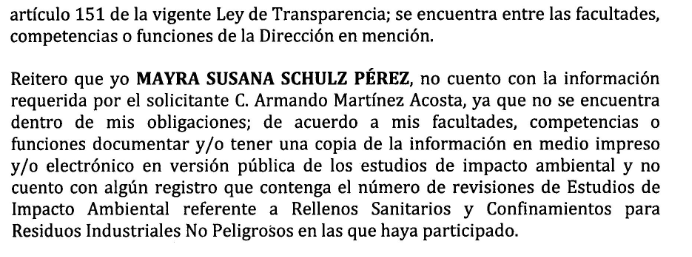 artículo 151 de la vigente Ley de Transparencia; se encuentra entre las facultades,
competencias o funciones de la Dirección en mención.
Reitero que yo MAYRA SUSANA SCHULZ PÉREZ, no cuento con la información
requerida por el solicitante C. Armando Martínez Acosta, ya que no se encuentra
dentro de mis obligaciones; de acuerdo a mis facultades, competencias o
funciones documentar y/o tener una copia de la información en medio impreso
y/o electrónico en versión pública de los estudios de impacto ambiental y no
cuento con algún registro que contenga el número de revisiones de Estudios de
Impacto Ambiental referente a Rellenos Sanitarios y Confinamientos para
Residuos Industriales No Peligrosos en las que haya participado.